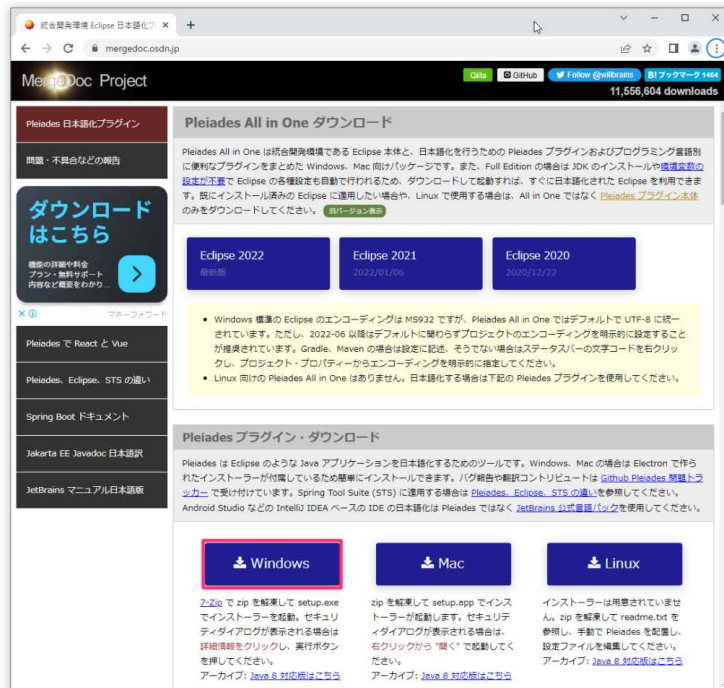 統合開発環境 Eclipse 日本語化プ
mergedoc.osdn.jp
MergeDoc Project
Qiita
GitHub
Follow @willbrains
B! ブックマーク 1464
11,556,604 downloads
Pleiades 日本語化プラグイン
問題・不具合などの報告
ダウンロード
はこちら
機能の詳細や料金
プラン・無料サポート
内容など概要をわかり...
マネーフォワード
Pleiades で React と Vue
Pleiades、Eclipse、STS の違い
Spring Boot ドキュメント
Jakarta EE Javadoc 日本語訳
JetBrains マニュアル日本語版
Pleiades All in One ダウンロード
Pleiades All in One は統合開発環境である Eclipse 本体と、日本語化を行うための Pleiades プラグインおよびプログラミング言語別
に便利なプラグインをまとめた Windows、Mac 向けパッケージです。また、Full Edition の場合は JDK のインストールや環境変数の
設定が不要で Eclipse の各種設定も自動で行われるため、ダウンロードして起動すれば、すぐに日本語化された Eclipse を利用できま
す。既にインストール済みの Eclipse に適用したい場合や、Linux で使用する場合は、All in One ではなく Pleiades プラグイン本体
のみをダウンロードしてください。 旧バージョン表示
Eclipse 2022
最新版
Eclipse 2021
2022/01/06
Eclipse 2020
2020/12/22
• Windows 標準の Eclipse のエンコーディングは MS932 ですが、Pleiades All in One ではデフォルトで UTF-8 に統一
されています。ただし、2022-06 以降はデフォルトに関わらずプロジェクトのエンコーディングを明示的に設定すること
が推奨されています。Gradle、Maven の場合は設定に記述、そうでない場合はステータスバーの文字コードを右クリッ
クし、プロジェクト・プロパティーからエンコーディングを明示的に指定してください。
• Linux 向けの Pleiades All in One はありません。日本語化する場合は下記の Pleiades プラグインを使用してください。
Pleiades プラグイン・ダウンロード
Pleiades は Eclipse のような Java アプリケーションを日本語化するためのツールです。Windows、Mac の場合は Electron で作ら
れたインストーラーが付属しているため簡単にインストールできます。バグ報告や翻訳コントリビュートは Github Pleiades 問題トラ
ッカー で受け付けています。Spring Tool Suite (STS) に適用する場合は Pleiades、Eclipse、STS の違いを参照してください。
Android Studio などの IntelliJ IDEA ベースの IDE の日本語化は Pleiades ではなく JetBrains 公式言語パックを使用してください。
Windows
7-Zip で zip を解凍して setup.exe
でインストーラーを起動。セキュリ
ティダイアログが表示される場合は
詳細情報をクリックし、実行ボタン
を押してください。
アーカイブ: Java 8 対応版はこちら
Mac
zip を解凍して setup.app でインス
トーラーが起動します。セキュリテ
ィダイアログが表示される場合は、
右クリックから "開く" で起動してく
ださい。
アーカイブ: Java 8 対応版はこちら
Linux
インストーラーは用意されていませ
ん。zip を解凍して readme.txt を
参照し、手動で Pleiades を配置し、
設定ファイルを編集してください。
アーカイブ: Java 8 対応版はこちら